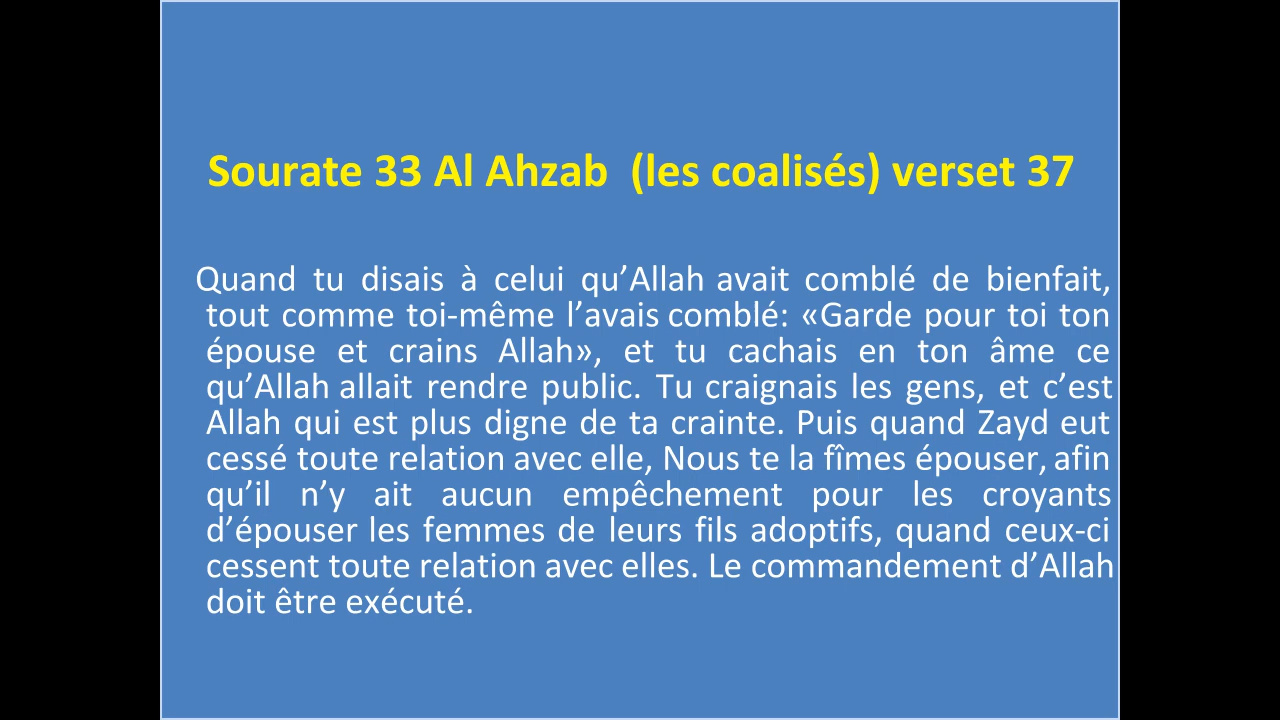 Sourate 33 Al Ahzab  (les coalisés) verset 37
Quand tu disais à celui qu’Allah avait comblé de bienfait,
tout comme toi-même l’avais comblé: «Garde pour toi ton
épouse et crains Allah», et tu cachais en ton âme ce
qu’Allah allait rendre public. Tu craignais les gens, et c’est
Allah qui est plus digne de ta crainte. Puis quand Zayd eut
cessé toute relation avec elle, Nous te la fîmes épouser, afin
qu’il n’y ait aucun empêchement pour les croyants
d’épouser les femmes de leurs fils adoptifs, quand ceux-ci
cessent toute relation avec elles. Le commandement d’Allah
doit être exécuté.